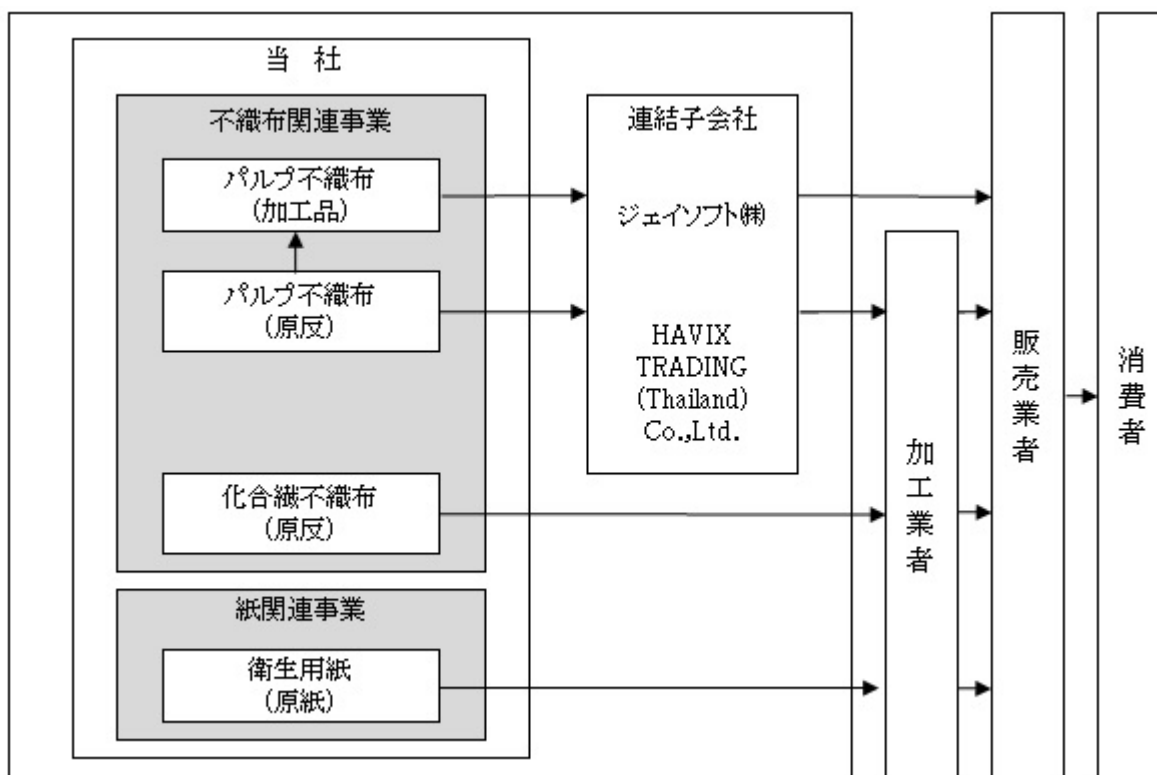 当 社
不織布関連事業
パルプ不織布
(加工品)
パルプ不織布
(原反)
化合繊不織布
(原反)
紙関連事業
衛生用紙
(原紙)
連結子会社
ジェイソフト㈱
HAVIX
TRADING
(Thailand)
Co.,Ltd.
加工業者
販売業者
消費者